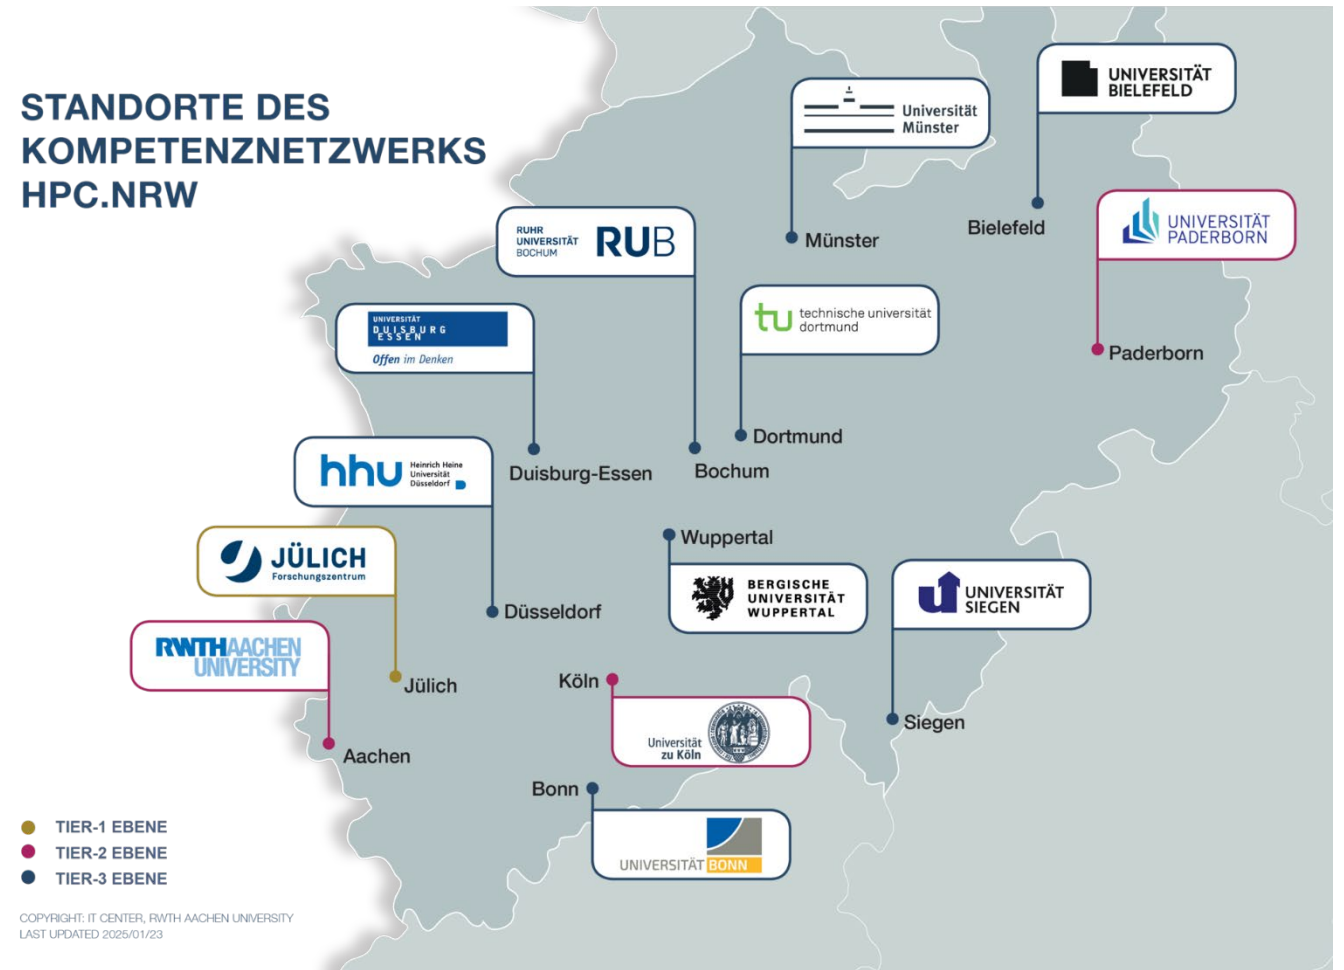 STANDORTE DES
KOMPETENZNETZWERKS
HPC.NRW
UNIVERSITÄT
BIELEFELD
Bielefeld
Universität
Münster
Münster
UNIVERSITÄT
PADERBORN
Paderborn
RUHR
UNIVERSITÄT
BOCHUM
RUB
Bochum
technische universität
dortmund
tu
Dortmund
UNIVERSITÄT
DUISBURG
ESSEN
Offen im Denken
Duisburg-Essen
hhu
Heinrich Heine
Universität
Düsseldorf
Düsseldorf
Wuppertal
BERGISCHE
UNIVERSITÄT
WUPPERTAL
UNIVERSITÄT
SIEGEN
Siegen
JÜLICH
Forschungszentrum
Jülich
RWTHAACHEN
UNIVERSITY
Aachen
Köln
Universität
zu Köln
Bonn
UNIVERSITÄT BONN
TIER-1 EBENE
TIER-2 EBENE
TIER-3 EBENE
COPYRIGHT: IT CENTER, RWTH AACHEN UNIVERSITY
LAST UPDATED 2025/01/23